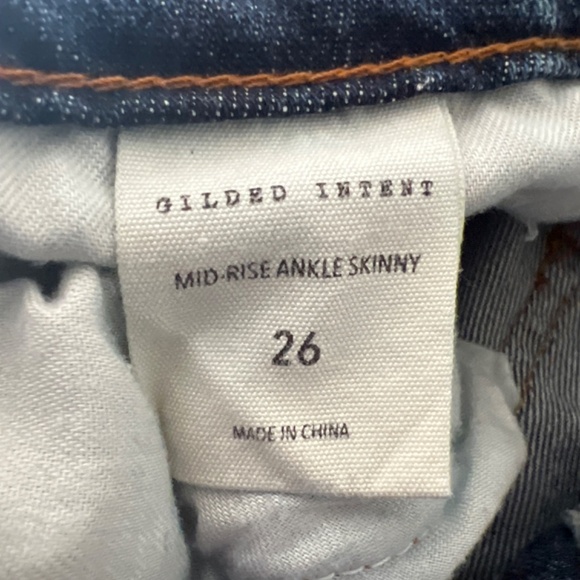 GILDED INTENT
MID-RISE ANKLE SKINNY
26
MADE IN CHINA